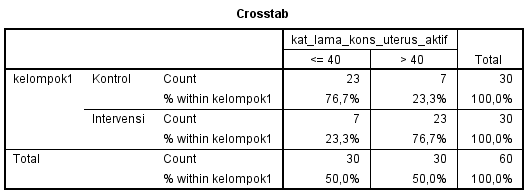 Crosstab
kat_lama_kons_uterus_aktif
<= 40 > 40 Total
kelompok1 Kontrol Count 23 7 30
% within kelompok1 76,7% 23,3% 100,0%
Intervensi Count 7 23 30
% within kelompok1 23,3% 76,7% 100,0%
Total Count 30 30 60
% within kelompok1 50,0% 50,0% 100,0%